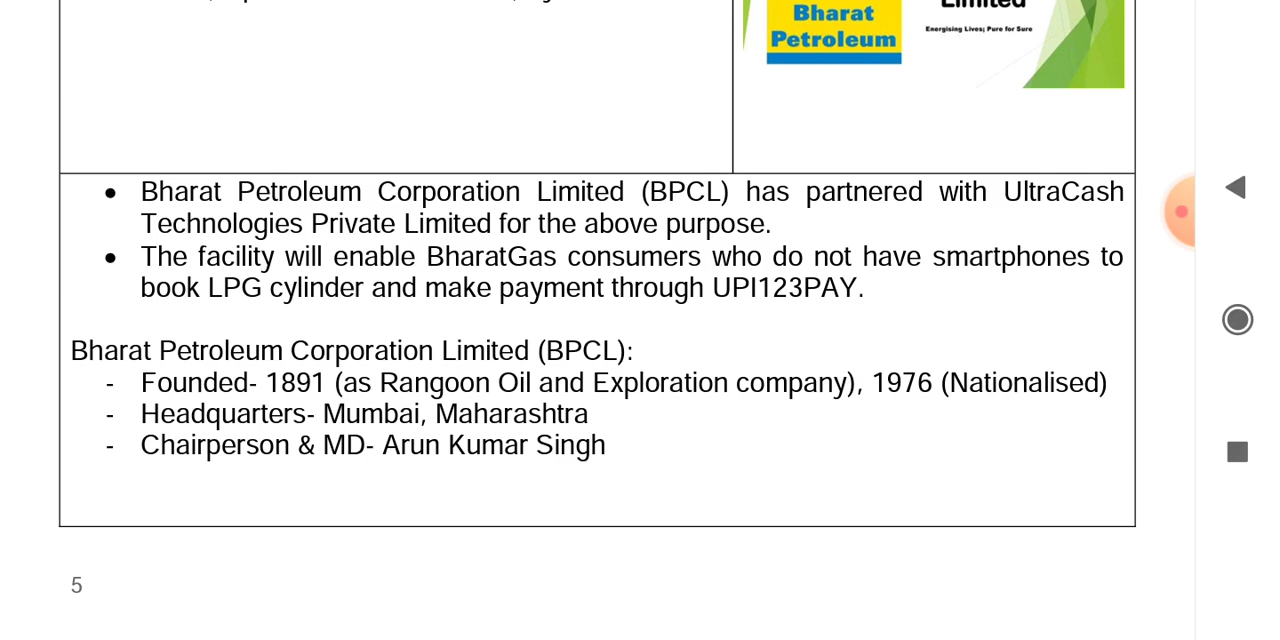 Limited
Bharat
Petroleum
Energising Lives; Pure for Sure
• Bharat Petroleum Corporation Limited (BPCL) has partnered with UltraCash
Technologies Private Limited for the above purpose.
• The facility will enable BharatGas consumers who do not have smartphones to
book LPG cylinder and make payment through UPI123PAY.
Bharat Petroleum Corporation Limited (BPCL):
- Founded- 1891 (as Rangoon Oil and Exploration company), 1976 (Nationalised)
- Headquarters- Mumbai, Maharashtra
- Chairperson & MD- Arun Kumar Singh
5